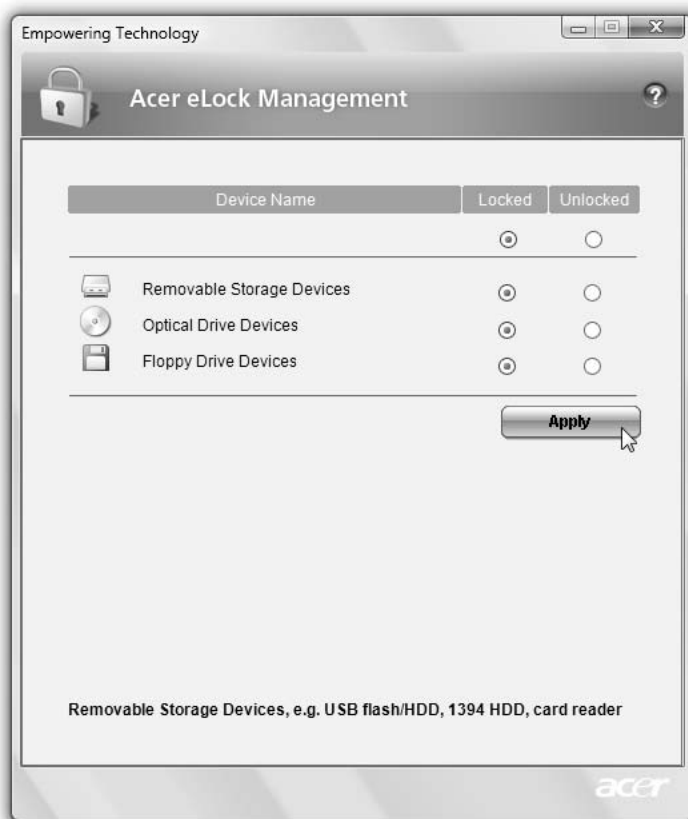 Empowering Technology
Acer eLock Management
?
Device Name Locked Unlocked
Removable Storage Devices
Optical Drive Devices
Floppy Drive Devices
Apply
Removable Storage Devices, e.g. USB flash/HDD, 1394 HDD, card reader
acer